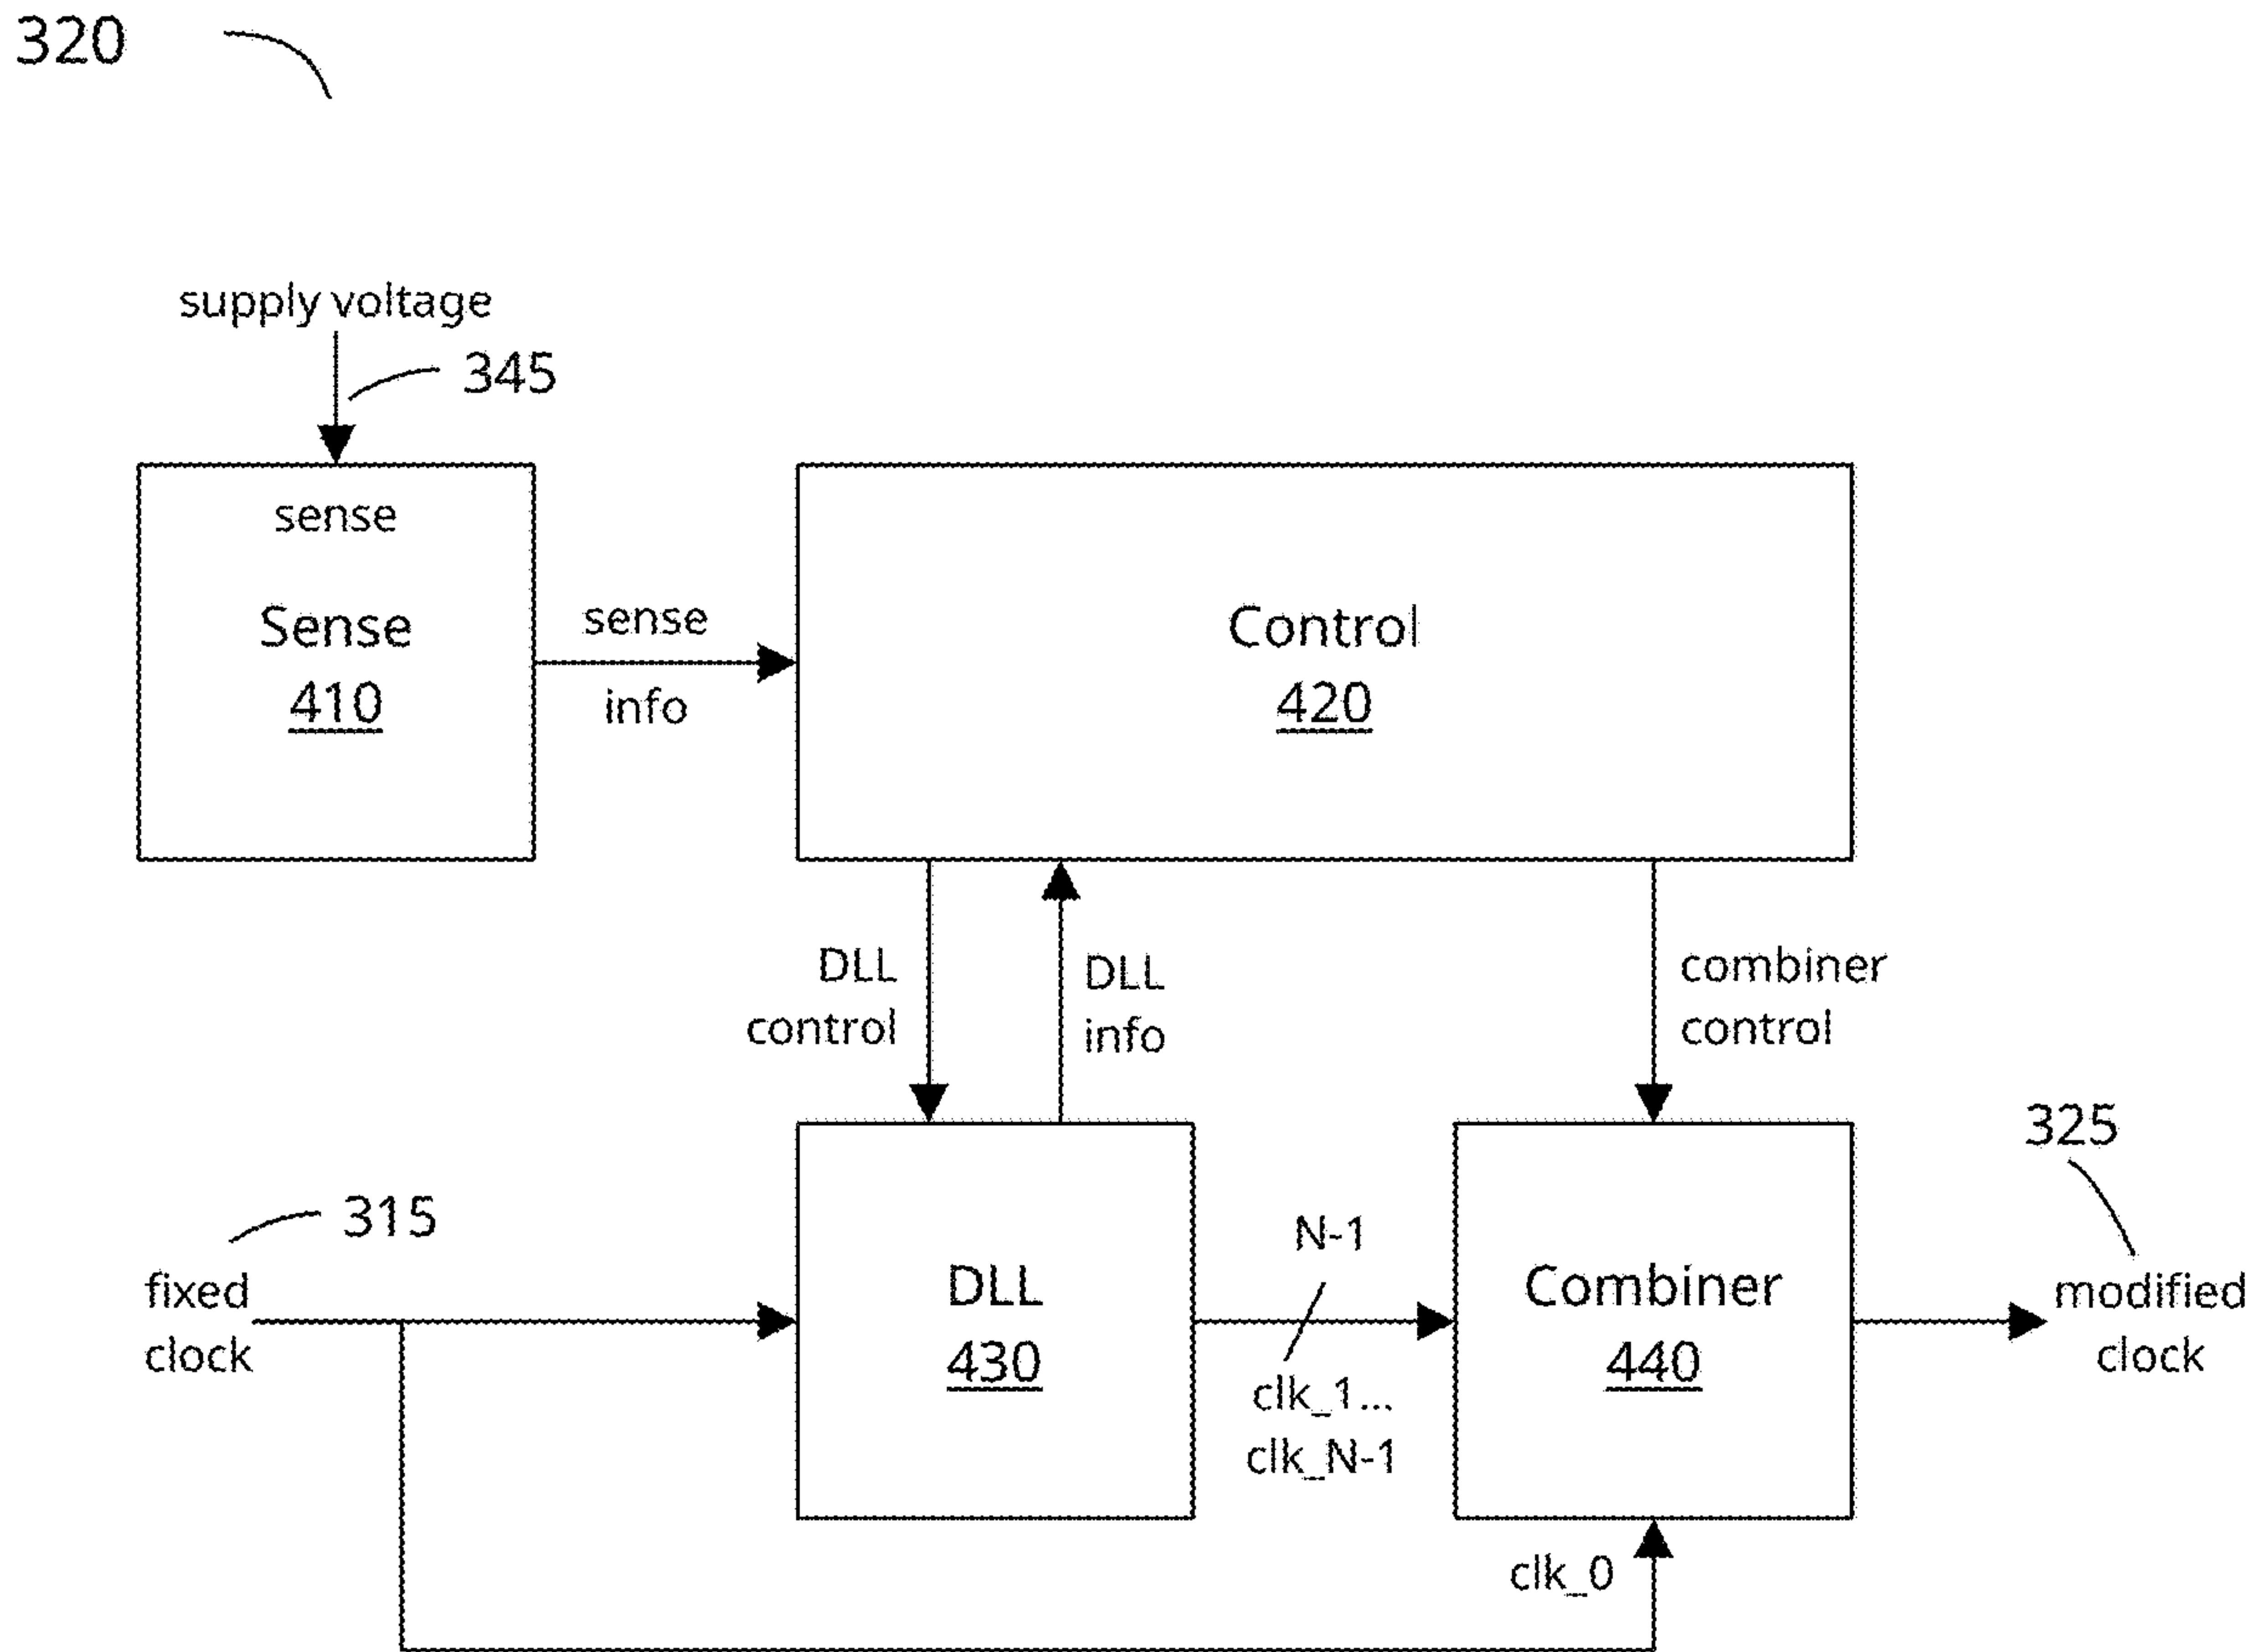 320
supply voltage
345
sense
Sense
410
sense
info
Control
420
DLL
control
DLL
info
combiner
control
325
315
fixed
clock
DLL
430
N-1
clk_1...
clk_N-1
Combiner
440
modified
clock
clk_0